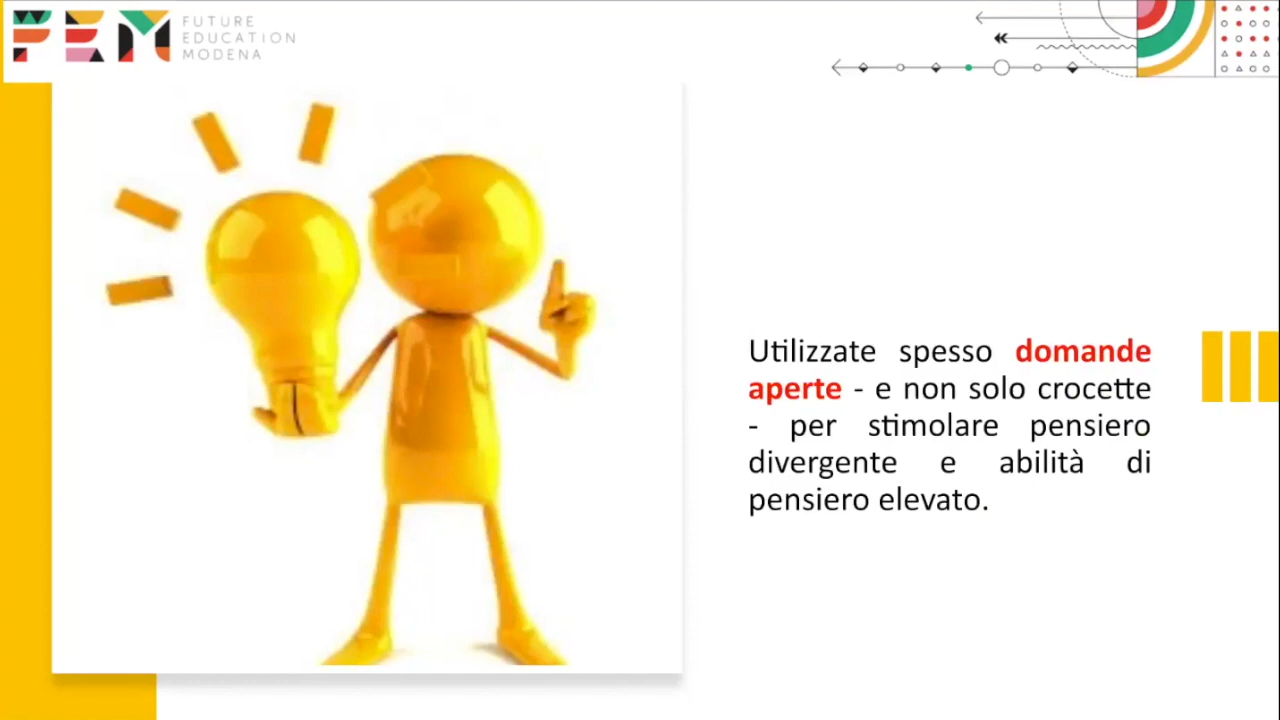 FEM
FUTURE
EDUCATION
MODENA
Utilizzate spesso domande
aperte - e non solo crocette
- per stimolare pensiero
divergente e abilità di
pensiero elevato.